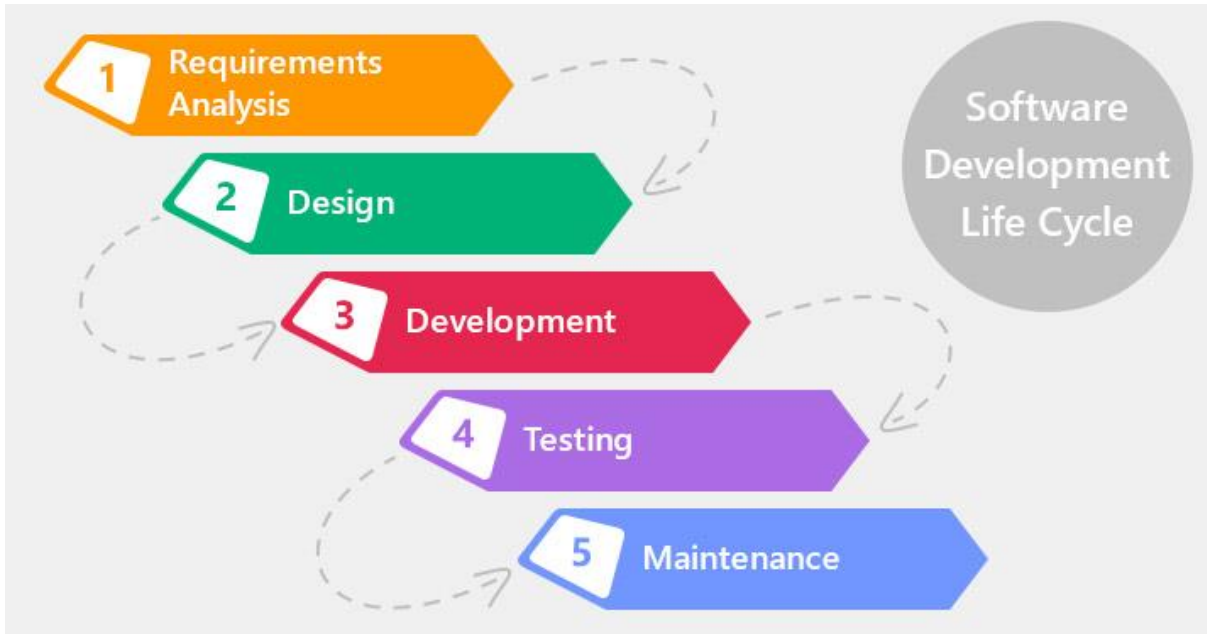 1
Requirements
Analysis
2
Design
3
Development
4
Testing
5
Maintenance
Software
Development
Life Cycle